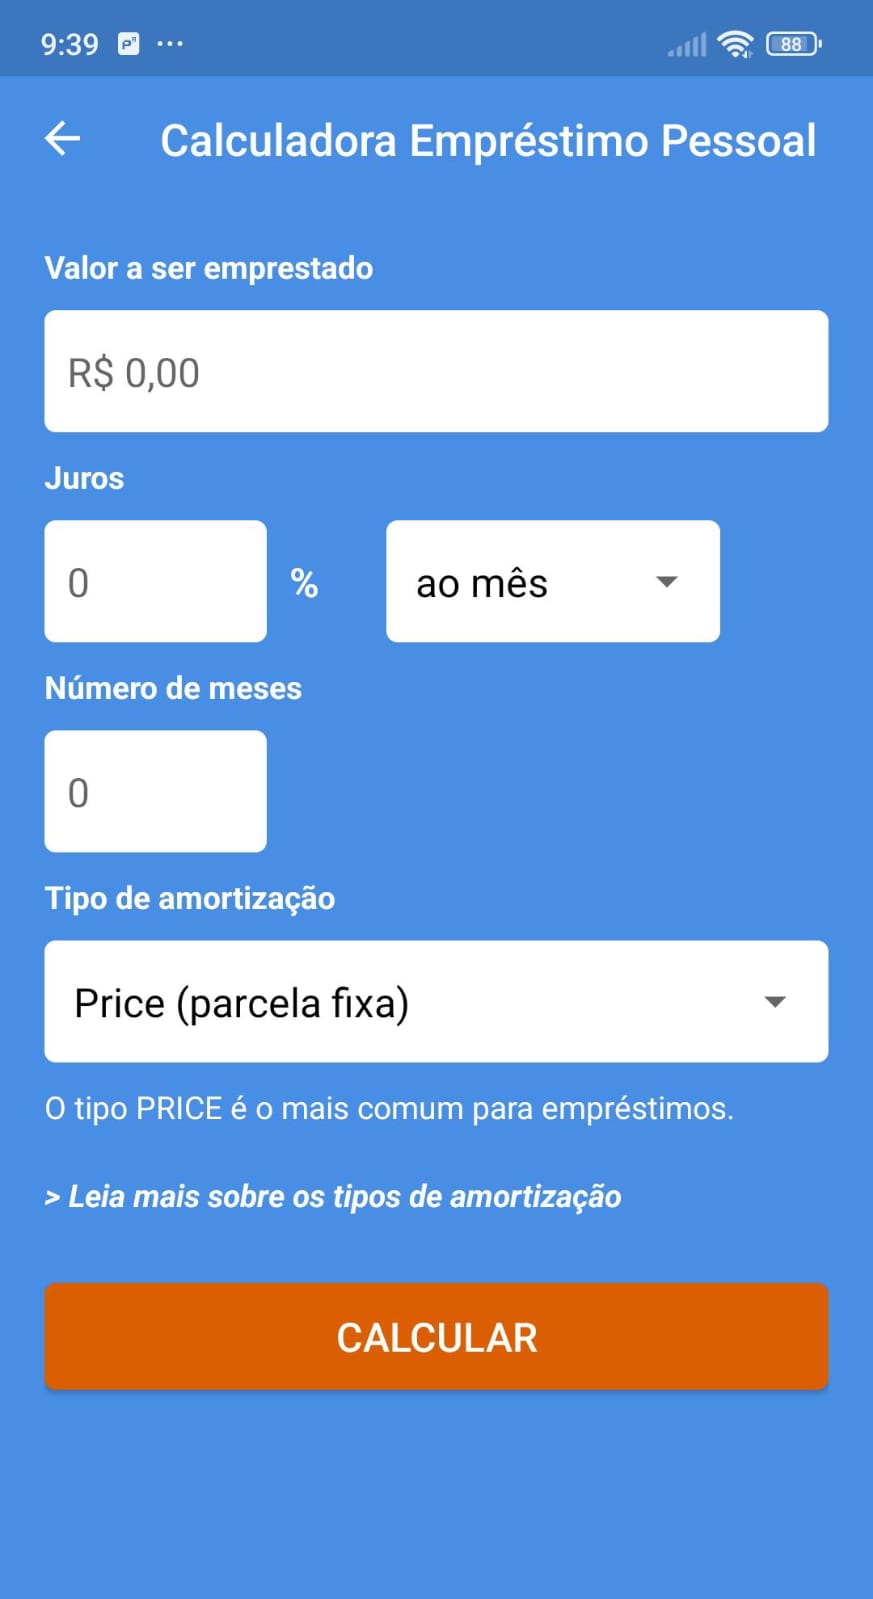 9:39 P ... 88
Calculadora Empréstimo Pessoal
Valor a ser emprestado
R$ 0,00
Juros
0 % ao mês
Número de meses
0
Tipo de amortização
Price (parcela fixa)
O tipo PRICE é o mais comum para empréstimos.
> Leia mais sobre os tipos de amortização
CALCULAR